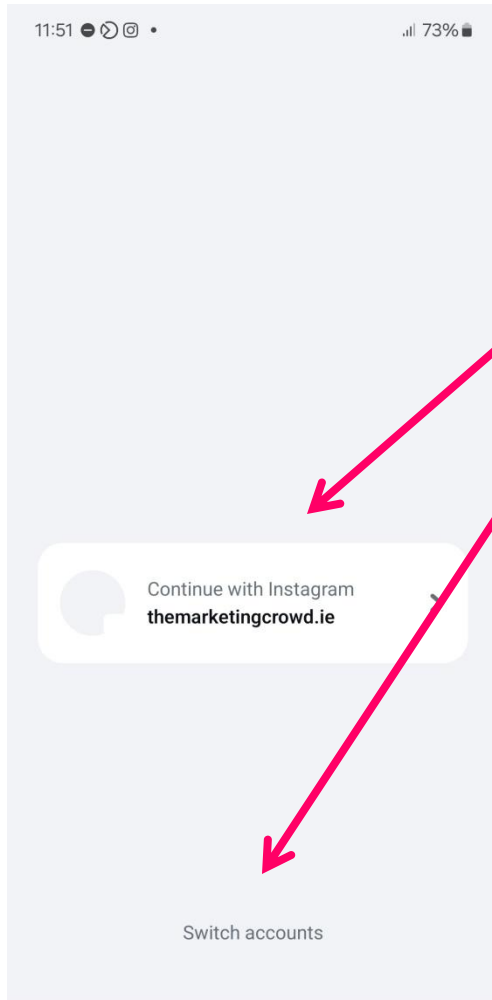 11:51
73%
Continue with Instagram
themarketingcrowd.ie
Switch accounts